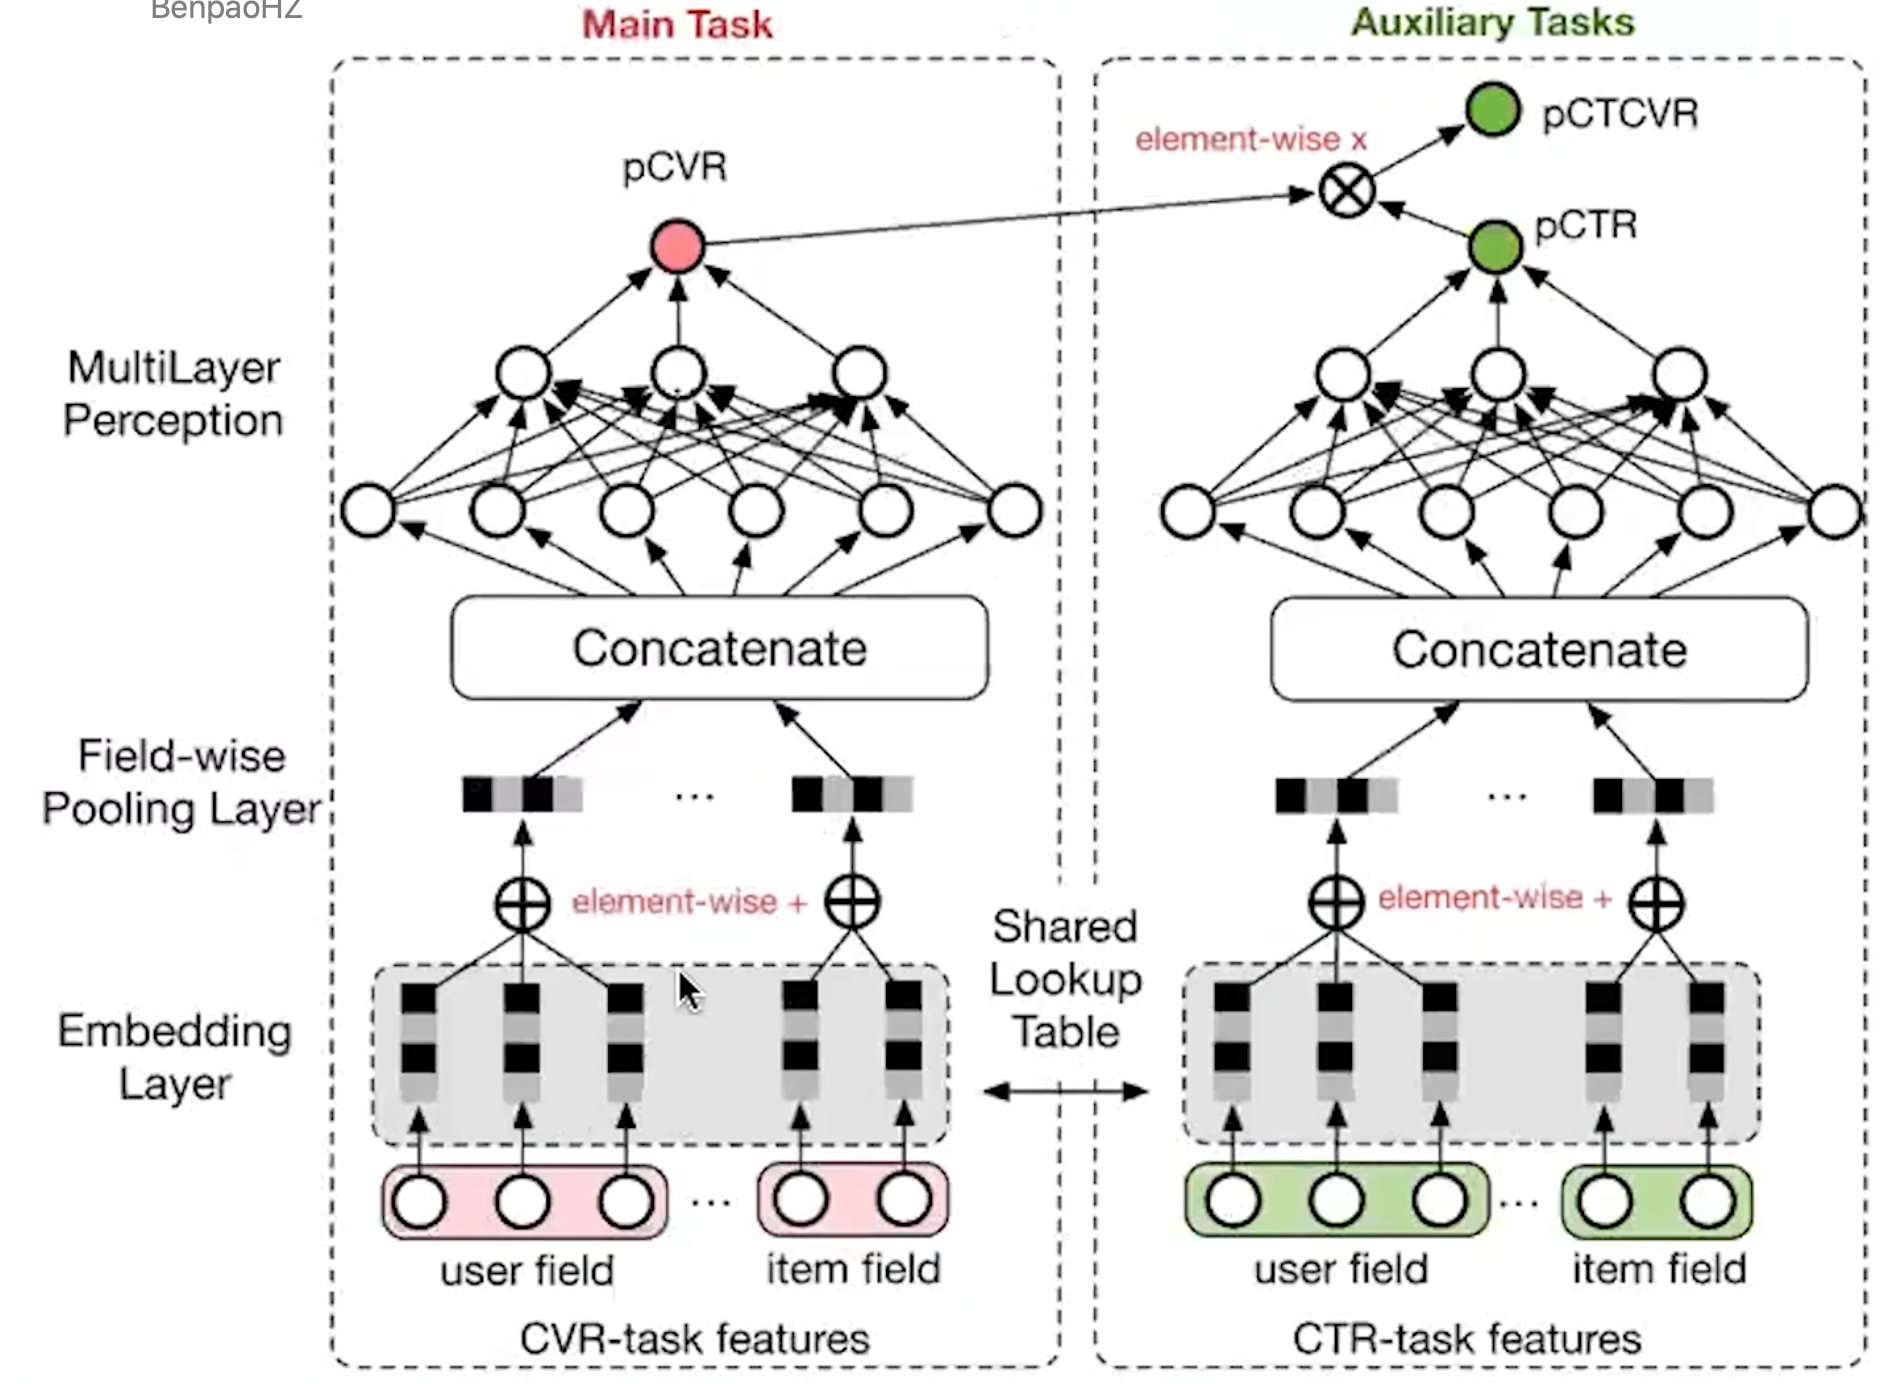 BenpaoHZ
Main Task
Auxiliary Tasks
pCTCVR
element-wise x
pCVR
pCTR
MultiLayer
Perception
Concatenate
Concatenate
Field-wise
Pooling Layer
...
...
element-wise +
element-wise +
Shared
Lookup
Table
Embedding
Layer
...
...
user field
item field
user field
item field
CVR-task features
CTR-task features